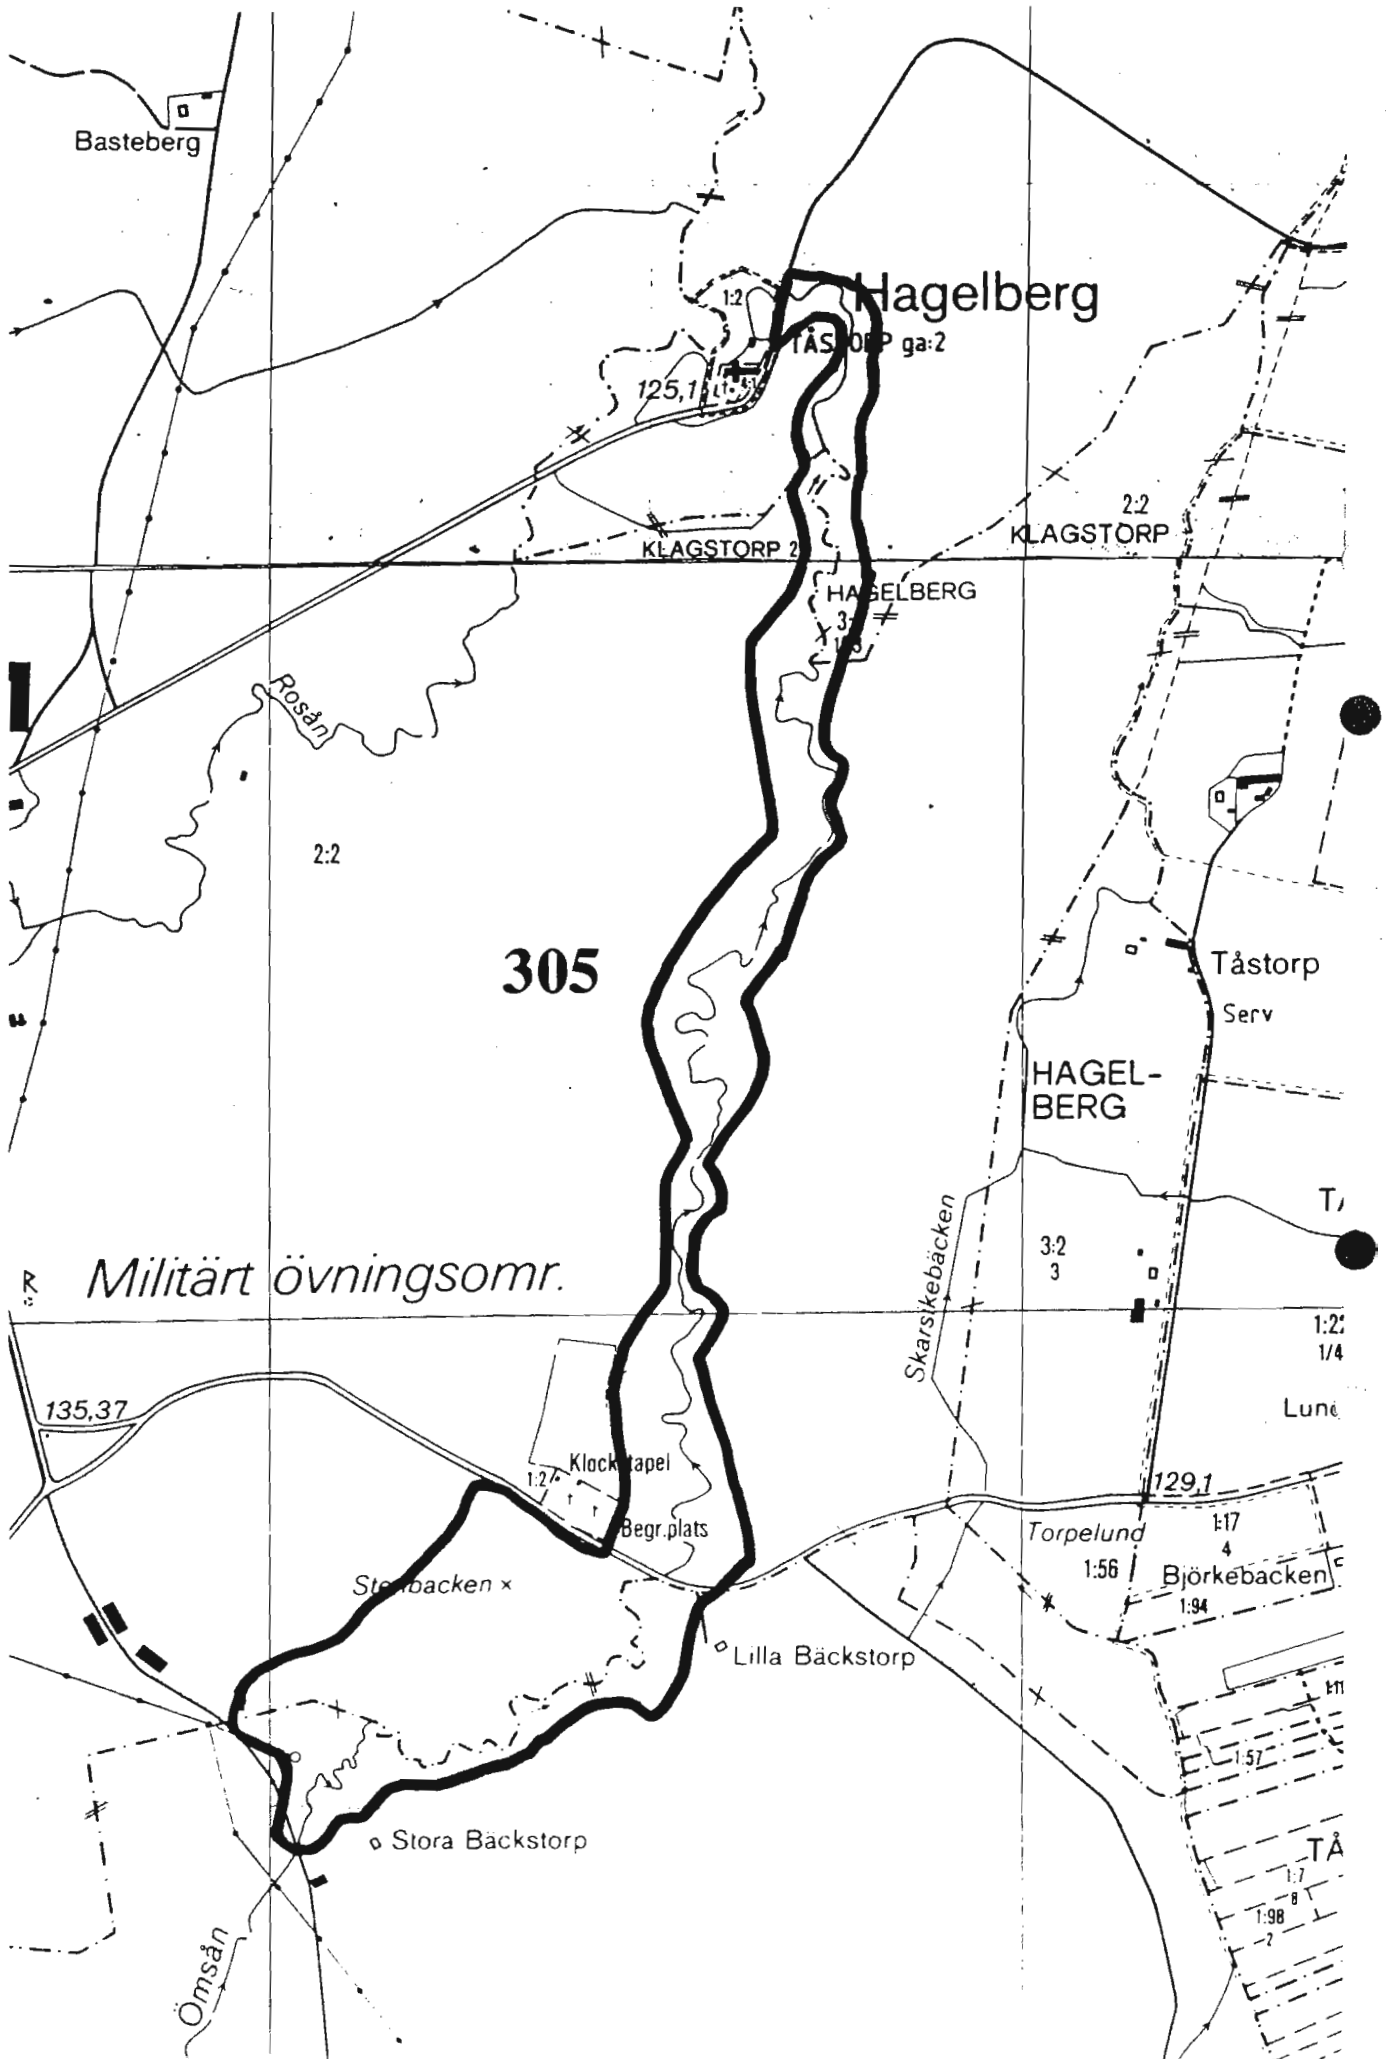 Basteberg
Hagelberg
1:2
TÅSTORP ga:2
125,1
2:2
KLAGSTORP
KLAGSTORP 2
HAGELBERG
3:
Rosån
2:2
305
Tåstorp
Serv
HAGEL-
BERG
Skarsikebäcken
3:2
3
Militärt övningsomr.
135,37
Klockstapel
1:2
Begr.plats
Stenbacken ×
Lilla Bäckstorp
Stora Bäckstorp
Ömsån
129,1
Torpelund
1:17
4
1:56
Björkebacken
1:94
1/4
1:57
TÅ
1:7
8
1:98
2